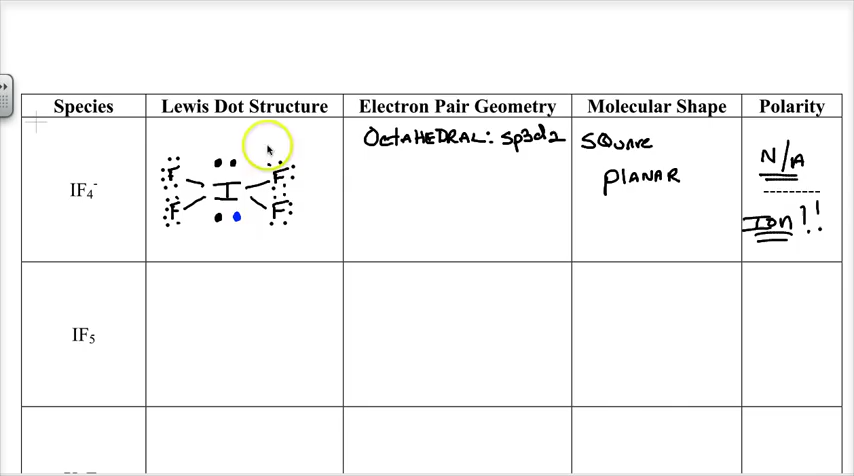 Species Lewis Dot Structure Electron Pair Geometry Molecular Shape Polarity
IF₄⁻
F F
I
F F
OCTAHEDRAL: sp3d2
SQUARE
PLANAR
N/A
ION!!
IF₅